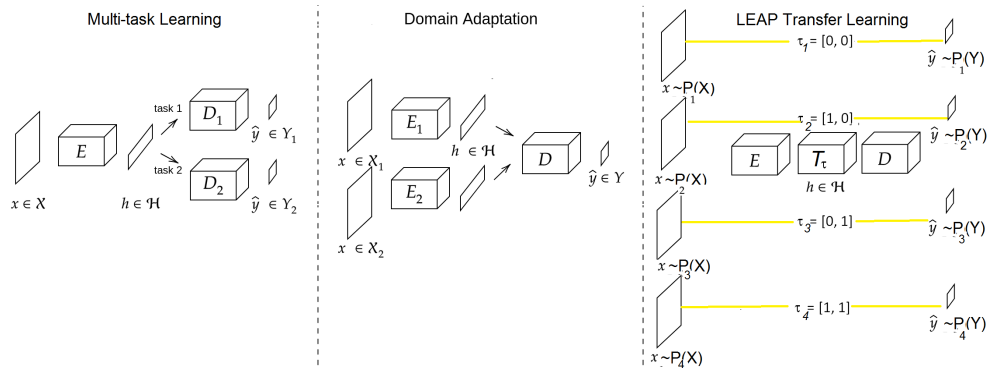 Multi-task Learning
task 1
D₁
ŷ ∈ Y₁
E
task 2
D₂
x ∈ X
h ∈ H
ŷ ∈ Y₂
Domain Adaptation
E₁
x ∈ X₁
h ∈ H
D
E₂
ŷ ∈ Y
x ∈ X₂
LEAP Transfer Learning
τ₁ = [0, 0]
x ~P₁(X)
ŷ ~P₁(Y)
τ₂ = [1, 0]
x ~P₂(X)
ŷ ~P₂(Y)
E
T_τ
D
h ∈ H
τ₃ = [0, 1]
x ~P₃(X)
ŷ ~P₃(Y)
τ₄ = [1, 1]
x ~P₄(X)
ŷ ~P₄(Y)